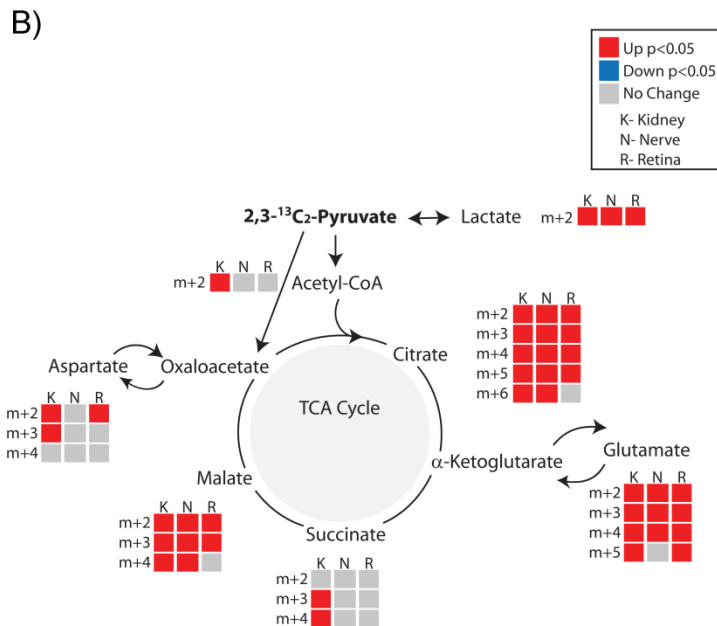 B)
Up p<0.05
Down p<0.05
No Change
K- Kidney
N- Nerve
R- Retina
2,3-¹³C₂-Pyruvate
Lactate
K N R
m+2
K N R
m+2
Acetyl-CoA
K N R
m+2
m+3
m+4
m+5
m+6
Citrate
Aspartate
Oxaloacetate
TCA Cycle
K N R
m+2
m+3
m+4
α-Ketoglutarate
Glutamate
K N R
m+2
m+3
m+4
m+5
Malate
K N R
m+2
m+3
m+4
Succinate
K N R
m+2
m+3
m+4